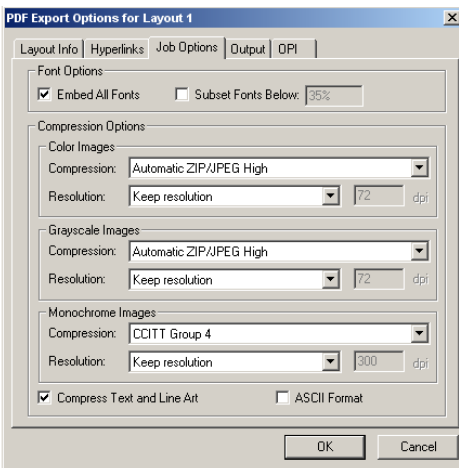 PDF Export Options for Layout 1
Layout Info Hyperlinks Job Options Output OPI
Font Options
Embed All Fonts Subset Fonts Below: 35%
Compression Options
Color Images
Compression: Automatic ZIP/JPEG High
Resolution: Keep resolution 72 dpi
Grayscale Images
Compression: Automatic ZIP/JPEG High
Resolution: Keep resolution 72 dpi
Monochrome Images
Compression: CCITT Group 4
Resolution: Keep resolution 300 dpi
Compress Text and Line Art ASCII Format
OK Cancel